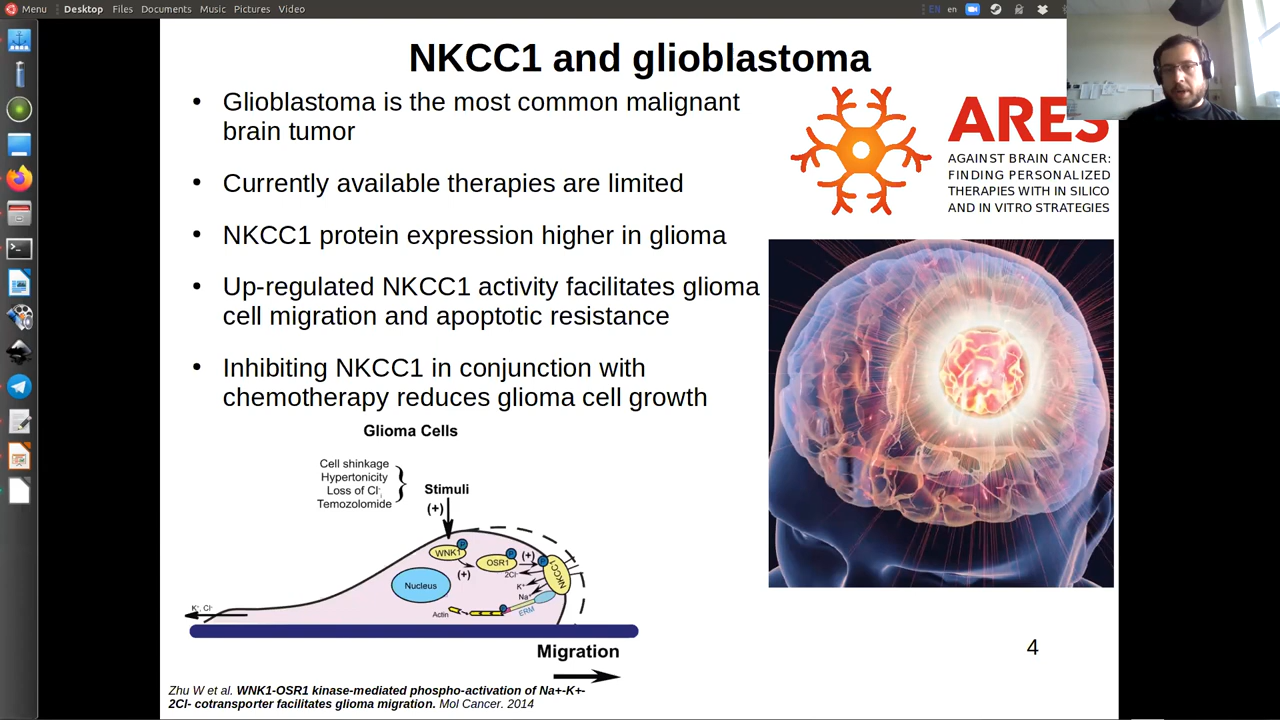 Menu
Desktop Files Documents Music Pictures Video
EN en
NKCC1 and glioblastoma
• Glioblastoma is the most common malignant
brain tumor
• Currently available therapies are limited
• NKCC1 protein expression higher in glioma
• Up-regulated NKCC1 activity facilitates glioma
cell migration and apoptotic resistance
• Inhibiting NKCC1 in conjunction with
chemotherapy reduces glioma cell growth
ARES
AGAINST BRAIN CANCER:
FINDING PERSONALIZED
THERAPIES WITH IN SILICO
AND IN VITRO STRATEGIES
Glioma Cells
Cell shinkage
Hypertonicity
Loss of Cl-
Temozolomide
Stimuli
(+)
WNK1
P
(+)
OSR1
P
(+)
P
NKCC1
2Cl-
K+
Na+
Nucleus
Actin
ERM
K+, Cl-
Migration
4
Zhu W et al. WNK1-OSR1 kinase-mediated phospho-activation of Na+-K+-
2Cl- cotransporter facilitates glioma migration. Mol Cancer. 2014